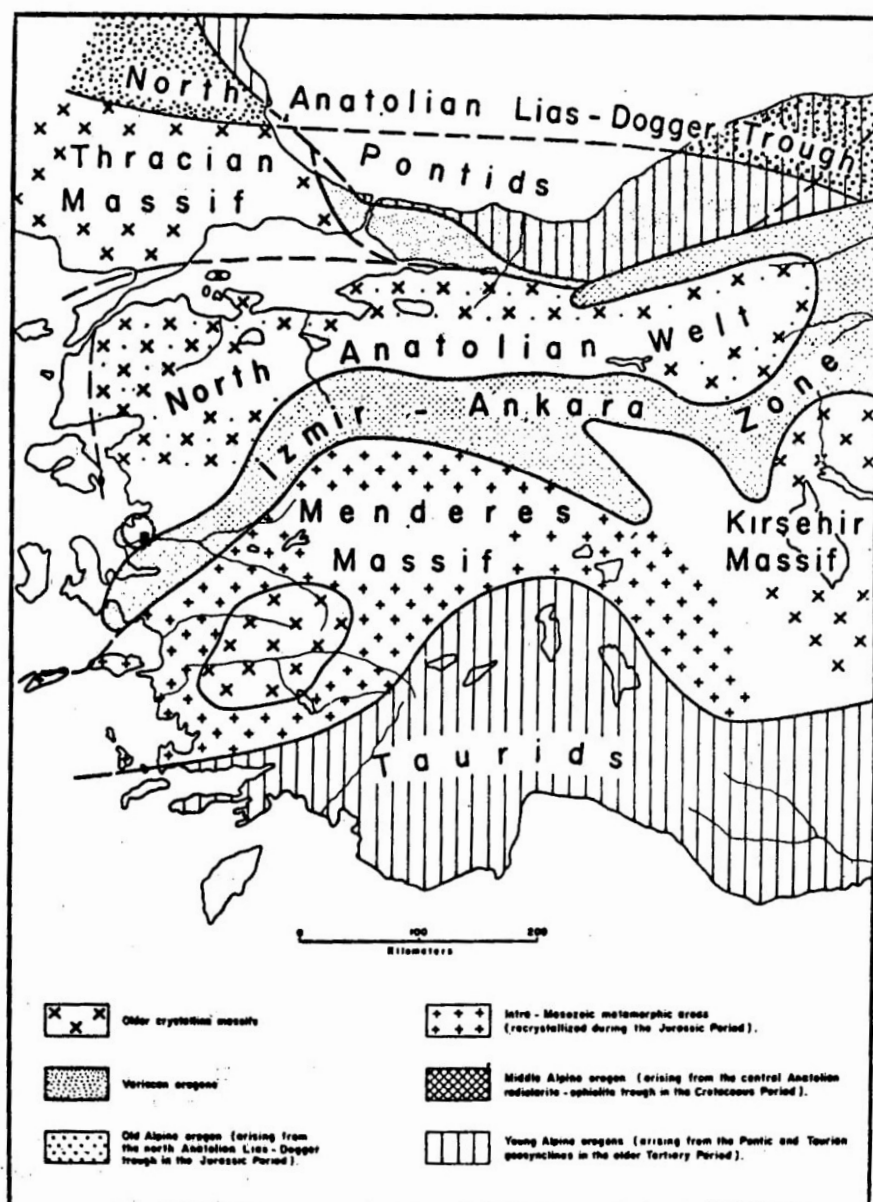 North Anatolian Lias-Dogger Trough
Pontids
Thracian
Massif
North Anatolian Welt
İzmir - Ankara Zone
Menderes
Massif
Kırşehir
Massif
Taurids
0 100 200
Kilometers
Older crystalline massifs
Variscan orogens
Old Alpine orogen (arising from
the north Anatolian Lias-Dogger
trough in the Jurassic Period).
Intra-Mesozoic metamorphic areas
(recrystallized during the Jurassic Period).
Middle Alpine orogen (arising from the central Anatolian
radiolarite-ophiolite trough in the Cretaceous Period).
Young Alpine orogens (arising from the Pontic and Taurian
geosynclines in the older Tertiary Period).